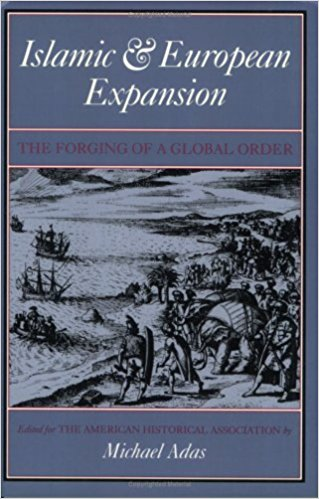 Islamic & European
Expansion
THE FORGING OF A GLOBAL ORDER
Edited for THE AMERICAN HISTORICAL ASSOCIATION by
Michael Adas